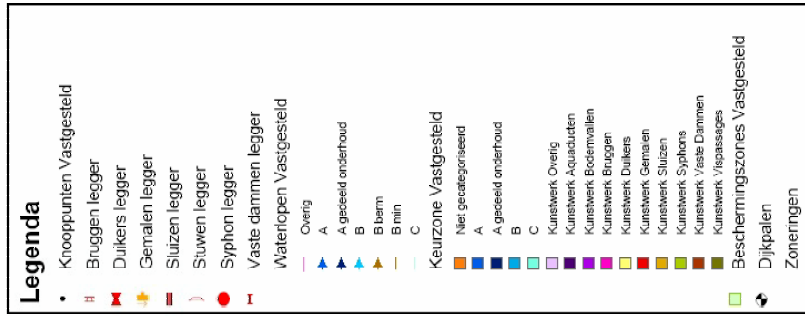 Legenda
Knooppunten Vastgesteld
Bruggen legger
Duikers legger
Gemalen legger
Sluizen legger
Stuwen legger
Syphon legger
Vaste dammen legger
Waterlopen Vastgesteld
Overig
A
A gedeeld onderhoud
B
B berm
B min
C
Keurzone Vastgesteld
Niet gecategoriseerd
A
A gedeeld onderhoud
B
C
Kunstwerk Overig
Kunstwerk Aquaducten
Kunstwerk Bodemvallen
Kunstwerk Bruggen
Kunstwerk Duikers
Kunstwerk Gemalen
Kunstwerk Sluizen
Kunstwerk Syphons
Kunstwerk Vaste Dammen
Kunstwerk Vispassages
Beschermingszones Vastgesteld
Dijkpalen
Zoneringen